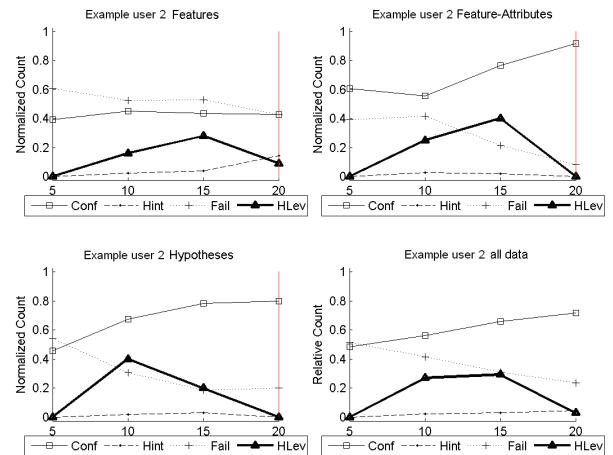 Example user 2 Features
Normalized Count
1
0.8
0.6
0.4
0.2
0
5 10 15 20
Conf Hint Fail HLev
Example user 2 Feature-Attributes
Normalized Count
1
0.8
0.6
0.4
0.2
0
5 10 15 20
Conf Hint Fail HLev
Example user 2 Hypotheses
Normalized Count
1
0.8
0.6
0.4
0.2
0
5 10 15 20
Conf Hint Fail HLev
Example user 2 all data
Relative Count
1
0.8
0.6
0.4
0.2
0
5 10 15 20
Conf Hint Fail HLev